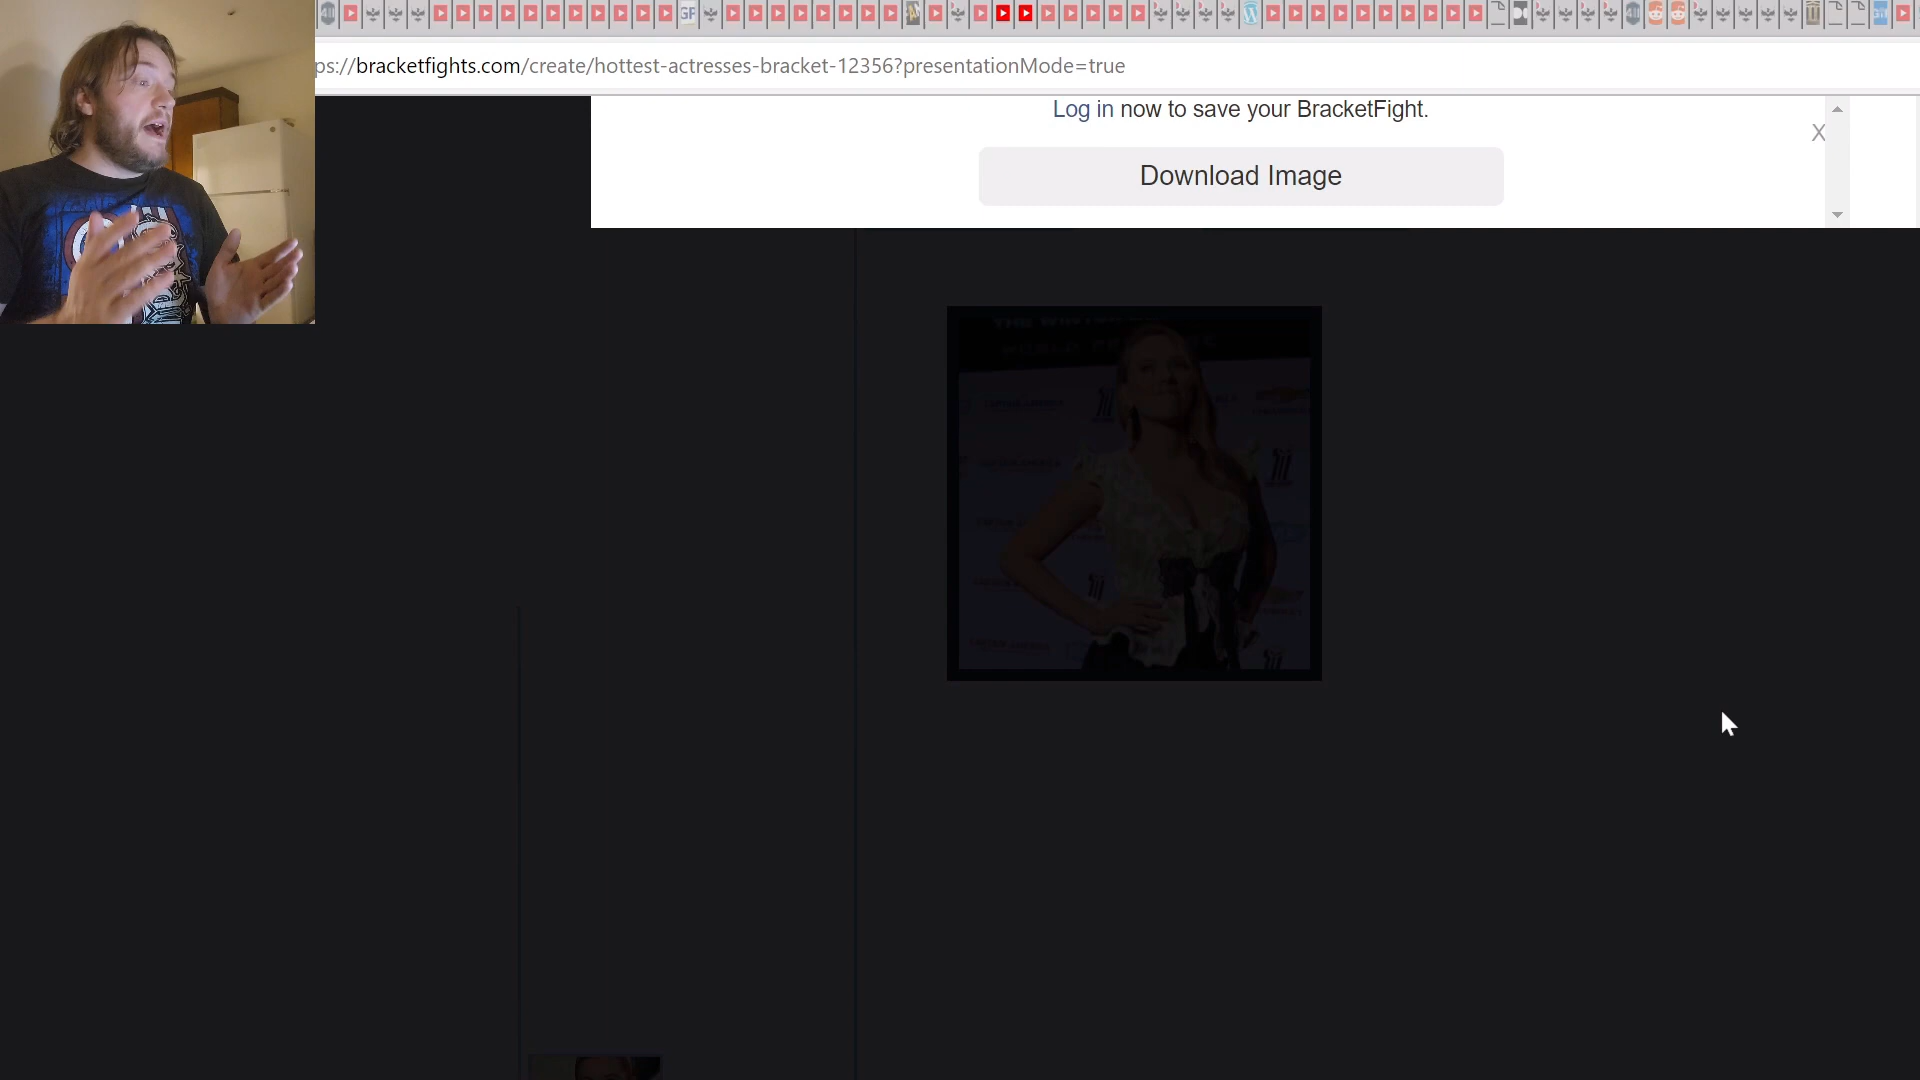 ps://bracketfights.com/create/hottest-actresses-bracket-12356?presentationMode=true
Log in now to save your BracketFight.
X
Download Image